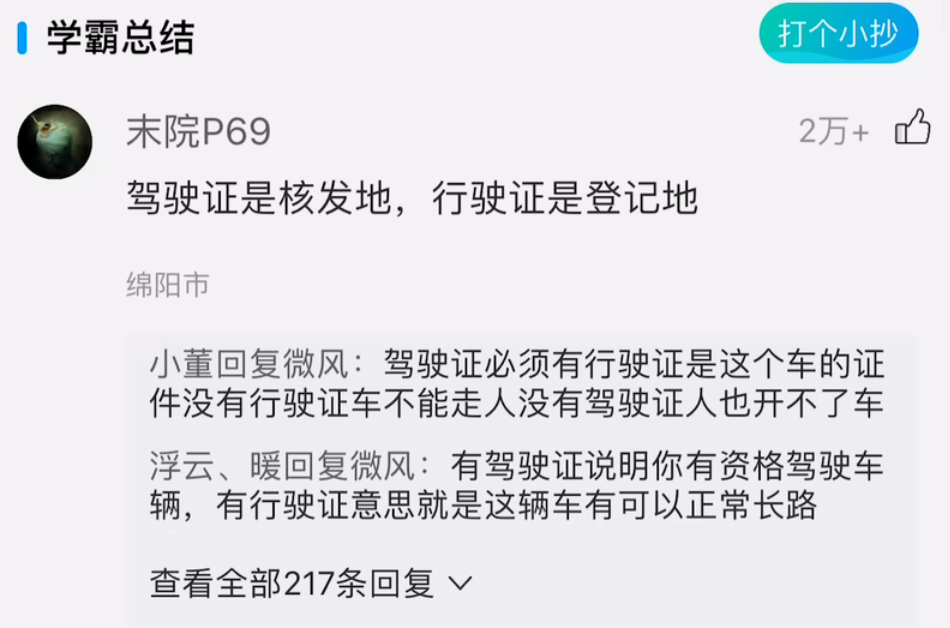 学霸总结
打个小抄
末院P69
2万+
驾驶证是核发地，行驶证是登记地
绵阳市
小董回复微风：驾驶证必须有行驶证是这个车的证
件没有行驶证车不能走人没有驾驶证人也开不了车
浮云、暖回复微风：有驾驶证说明你有资格驾驶车
辆，有行驶证意思就是这辆车有可以正常长路
查看全部217条回复